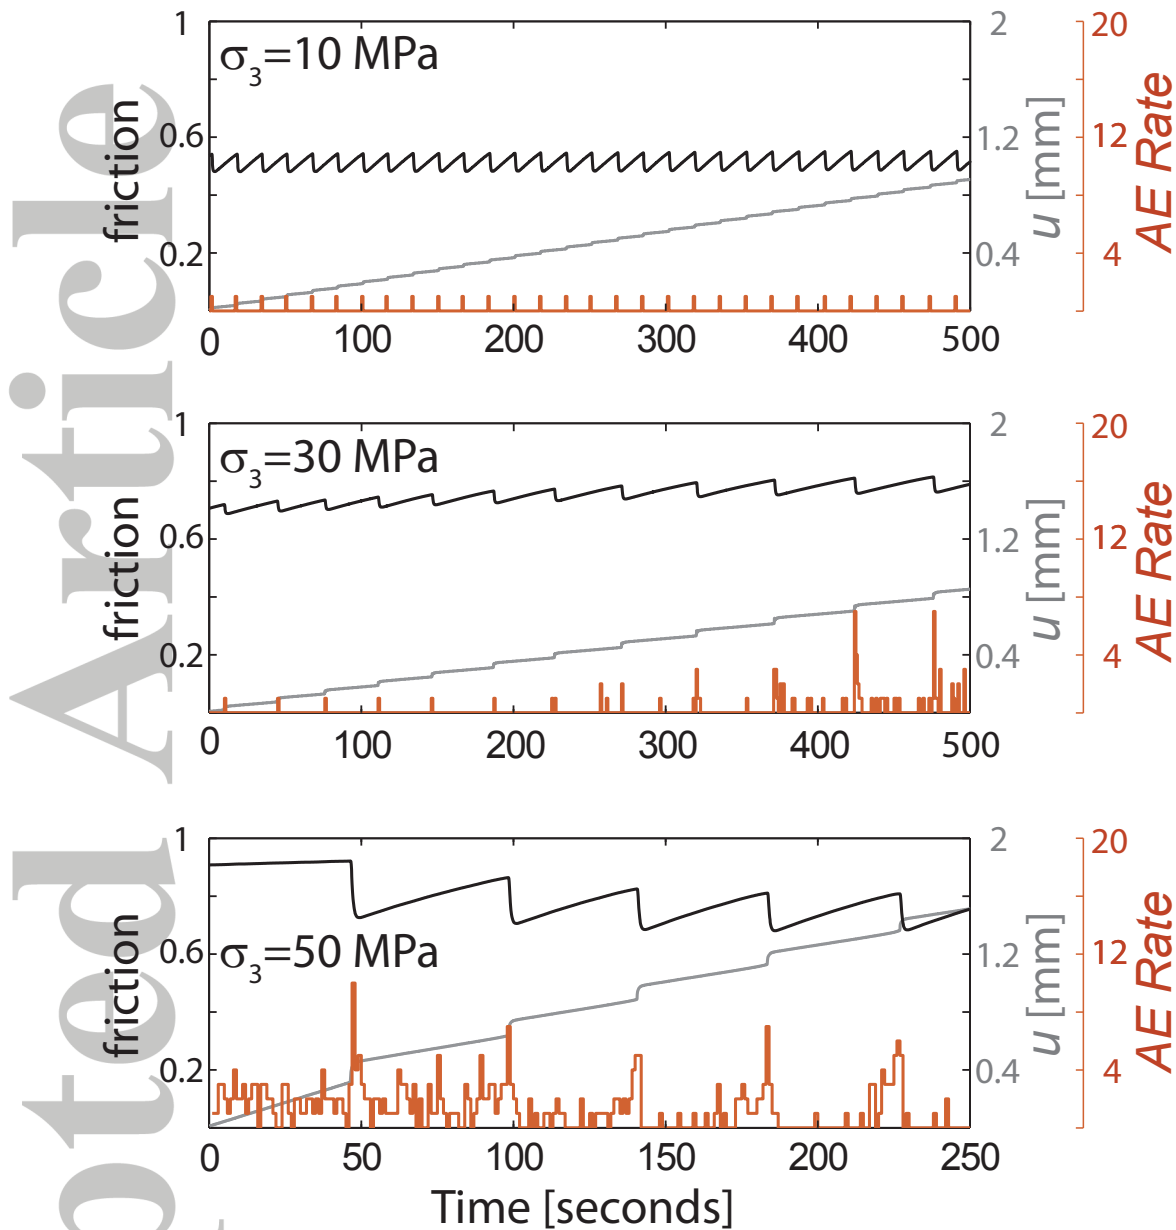 σ3=10 MPa
friction
1
0.6
0.2
2
1.2
0.4
u [mm]
20
12
4
AE Rate
0 100 200 300 400 500
σ3=30 MPa
friction
1
0.6
0.2
2
1.2
0.4
u [mm]
20
12
4
AE Rate
0 100 200 300 400 500
σ3=50 MPa
friction
1
0.6
0.2
2
1.2
0.4
u [mm]
20
12
4
AE Rate
0 50 100 150 200 250
Time [seconds]
oted Article